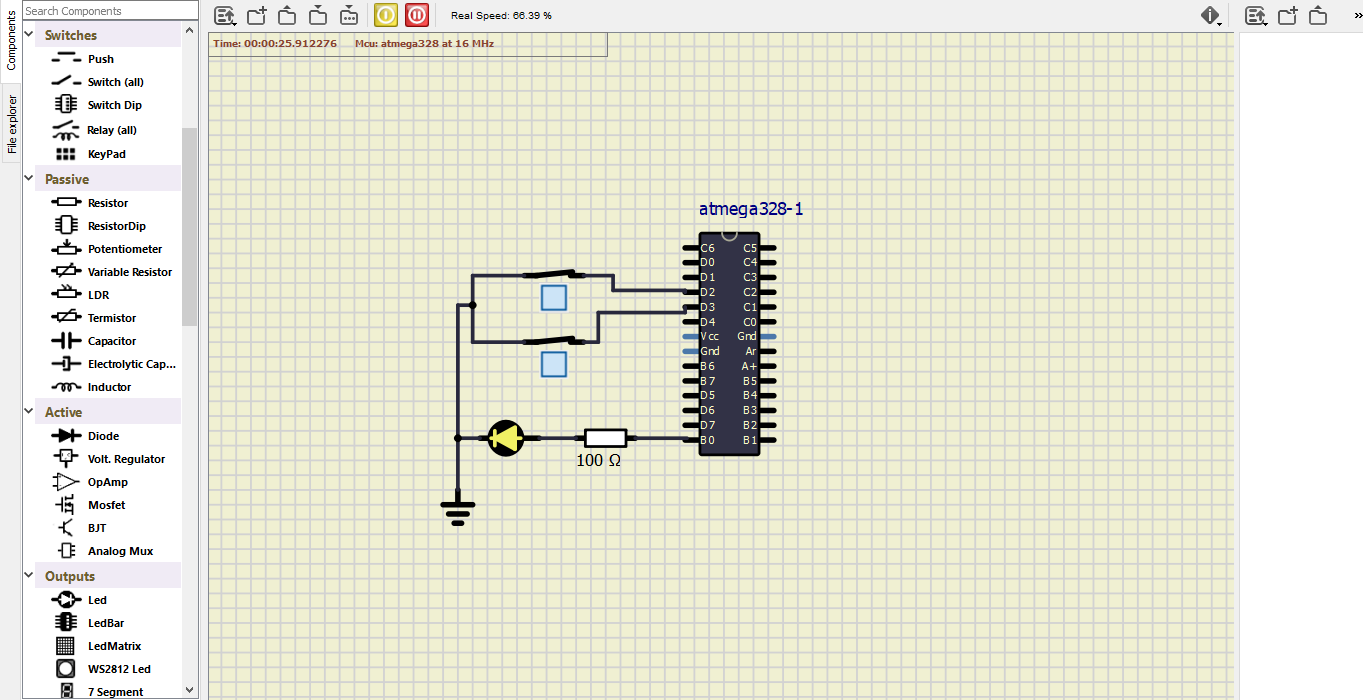 Search Components
Components
File explorer
Switches
Push
Switch (all)
Switch Dip
Relay (all)
KeyPad
Passive
Resistor
ResistorDip
Potentiometer
Variable Resistor
LDR
Termistor
Capacitor
Electrolytic Cap...
Inductor
Active
Diode
Volt. Regulator
OpAmp
Mosfet
BJT
Analog Mux
Outputs
Led
LedBar
LedMatrix
WS2812 Led
7 Segment
Real Speed: 66.39 %
»
Time: 00:00:25.912276 Mcu: atmega328 at 16 MHz
atmega328-1
C6 C5
D0 C4
D1 C3
D2 C2
D3 C1
D4 C0
Vcc Gnd
Gnd Ar
B6 A+
B7 B5
D5 B4
D6 B3
D7 B2
B0 B1
100 Ω